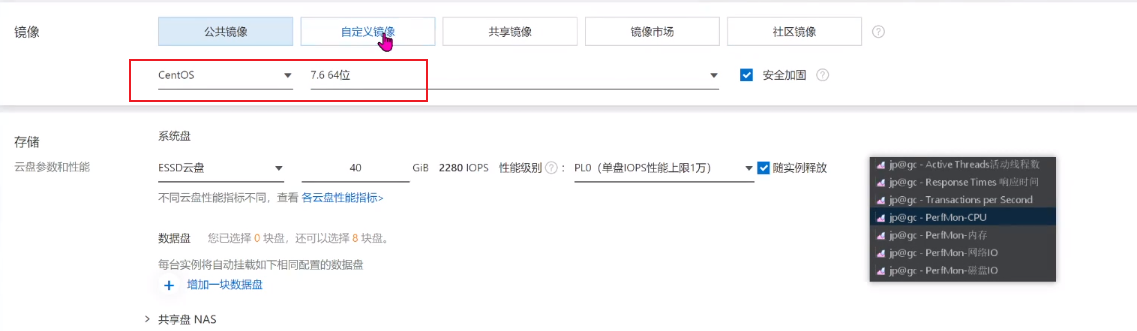 镜像 公共镜像 自定义镜像 共享镜像 镜像市场 社区镜像 ?
CentOS 7.6 64位 安全加固 ?
存储 系统盘
云盘参数和性能 ESSD云盘 40 GiB 2280 IOPS 性能级别 ? : PL0（单盘IOPS性能上限1万） 随实例释放
不同云盘性能指标不同，查看 各云盘性能指标>
数据盘 您已选择 0 块盘，还可以选择 8 块盘。
每台实例将自动挂载如下相同配置的数据盘
+ 增加一块数据盘
> 共享盘 NAS
jp@gc - Active Threads活动线程数
jp@gc - Response Times 响应时间
jp@gc - Transactions per Second
jp@gc - PerfMon-CPU
jp@gc - PerfMon-内存
jp@gc - PerfMon-网络IO
jp@gc - PerfMon-磁盘IO